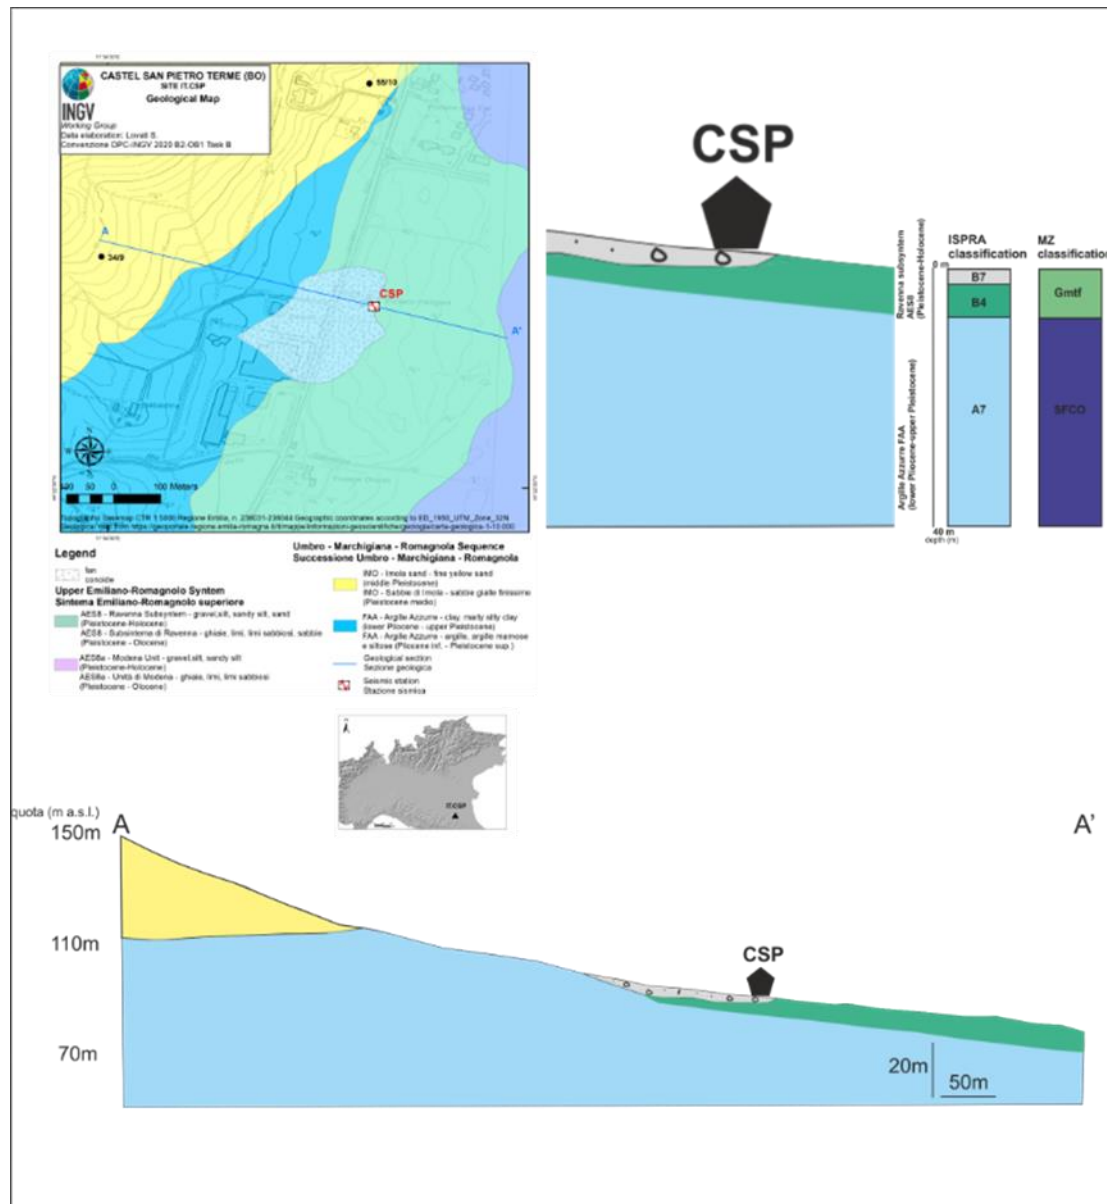 CASTEL SAN PIETRO TERME (BO)
SITE IT.CSP
Geological Map
INGV
Working Group
Data elaboration: Lovati S.
Convenzione DPC-INGV 2020 B2-OB1 Task B
55/10
A
34/9
CSP
A'
N
100 50 0 100 Meters
Legend
fan
conoide
Upper Emiliano-Romagnolo System
Sintema Emiliano-Romagnolo superiore
AES8 - Ravenna Subsystem - gravel,silt, sandy silt, sand
(Pleistocene-Holocene)
AES8 - Subsintema di Ravenna - ghiaie, limi, limi sabbiosi, sabbie
(Pleistocene - Olocene)
AES8a - Modena Unit - gravel,silt, sandy silt
(Pleistocene-Holocene)
AES8a - Unità di Modena - ghiaie, limi, limi sabbiosi
(Pleistocene - Olocene)
Umbro - Marchigiana - Romagnola Sequence
Successione Umbro - Marchigiana - Romagnola
IMO - Imola sand - fine yellow sand
(middle Pleistocene)
IMO - Sabbie di Imola - sabbie gialle finissime
(Pleistocene medio)
FAA - Argille Azzurre - clay, marly silty clay
(lower Pliocene - upper Pleistocene)
FAA - Argille Azzurre - argille, argille marnose
e siltose (Pliocene inf. - Pleistocene sup.)
Geological section
Sezione geologica
Seismic station
Stazione sismica
CSP
Ravenna subsystem
AES8
(Pleistocene-Holocene)
Argille Azzurre FAA
(lower Pliocene-upper Pleistocene)
0 m
40 m
depth (m)
ISPRA
classification
B7
B4
A7
MZ
classification
Gmtf
SFCO
IT.CSP
quota (m a.s.l.)
150m
110m
70m
A
A'
CSP
20m
50m